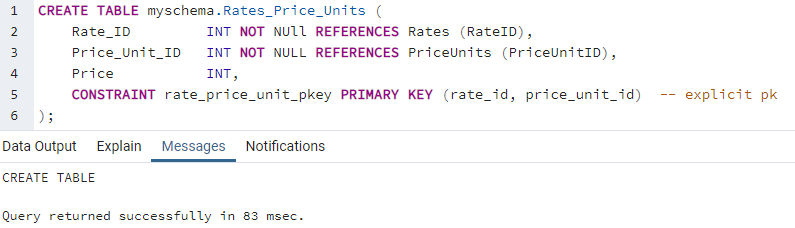 1 CREATE TABLE myschema.Rates_Price_Units (
2 Rate_ID INT NOT NUll REFERENCES Rates (RateID),
3 Price_Unit_ID INT NOT NULL REFERENCES PriceUnits (PriceUnitID),
4 Price INT,
5 CONSTRAINT rate_price_unit_pkey PRIMARY KEY (rate_id, price_unit_id) -- explicit pk
6 );
Data Output Explain Messages Notifications
CREATE TABLE
Query returned successfully in 83 msec.